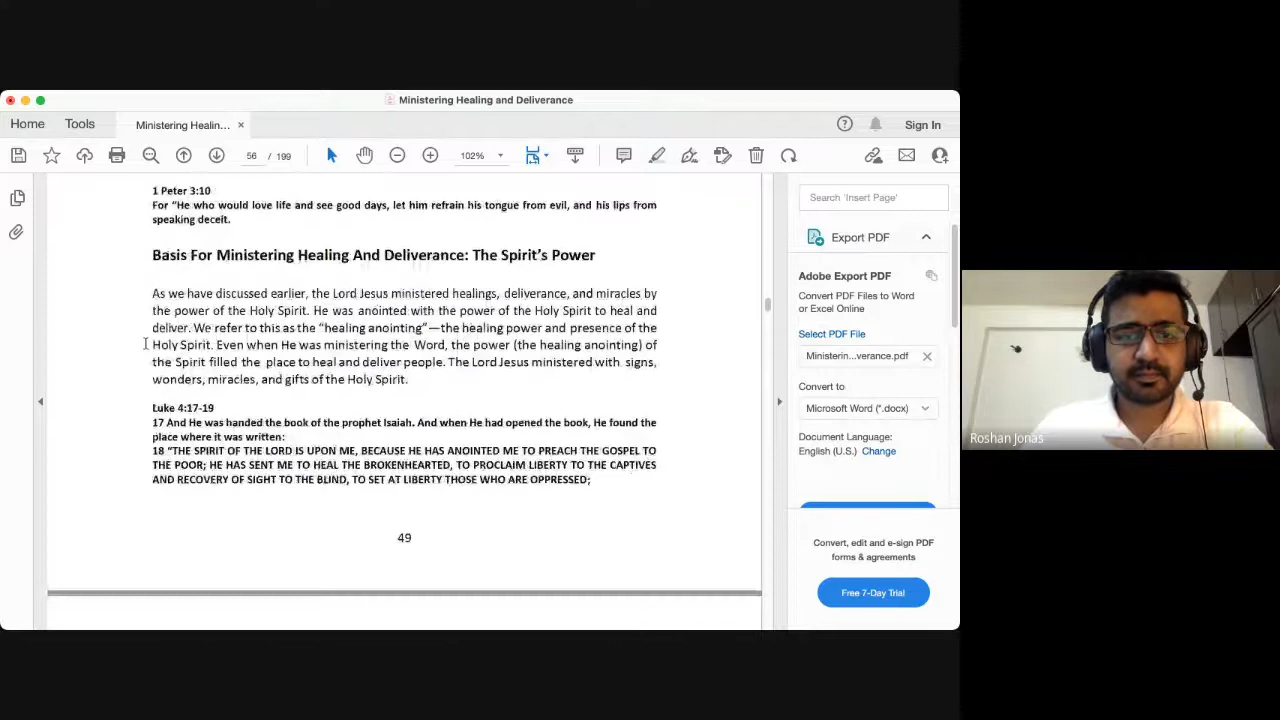 Ministering Healing and Deliverance
Home
Tools
Ministering Healin...
Sign In
56 / 199
102%
1 Peter 3:10
For “He who would love life and see good days, let him refrain his tongue from evil, and his lips from
speaking deceit.
Basis For Ministering Healing And Deliverance: The Spirit’s Power
As we have discussed earlier, the Lord Jesus ministered healings, deliverance, and miracles by
the power of the Holy Spirit. He was anointed with the power of the Holy Spirit to heal and
deliver. We refer to this as the “healing anointing”—the healing power and presence of the
Holy Spirit. Even when He was ministering the Word, the power (the healing anointing) of
the Spirit filled the place to heal and deliver people. The Lord Jesus ministered with signs,
wonders, miracles, and gifts of the Holy Spirit.
Luke 4:17-19
17 And He was handed the book of the prophet Isaiah. And when He had opened the book, He found the
place where it was written:
18 “THE SPIRIT OF THE LORD IS UPON ME, BECAUSE HE HAS ANOINTED ME TO PREACH THE GOSPEL TO
THE POOR; HE HAS SENT ME TO HEAL THE BROKENHEARTED, TO PROCLAIM LIBERTY TO THE CAPTIVES
AND RECOVERY OF SIGHT TO THE BLIND, TO SET AT LIBERTY THOSE WHO ARE OPPRESSED;
49
Search 'Insert Page'
Export PDF
Adobe Export PDF
Convert PDF Files to Word
or Excel Online
Select PDF File
Ministerin...verance.pdf
Convert to
Microsoft Word (*.docx)
Document Language:
English (U.S.) Change
Convert, edit and e-sign PDF
forms & agreements
Free 7-Day Trial
Roshan Jonas